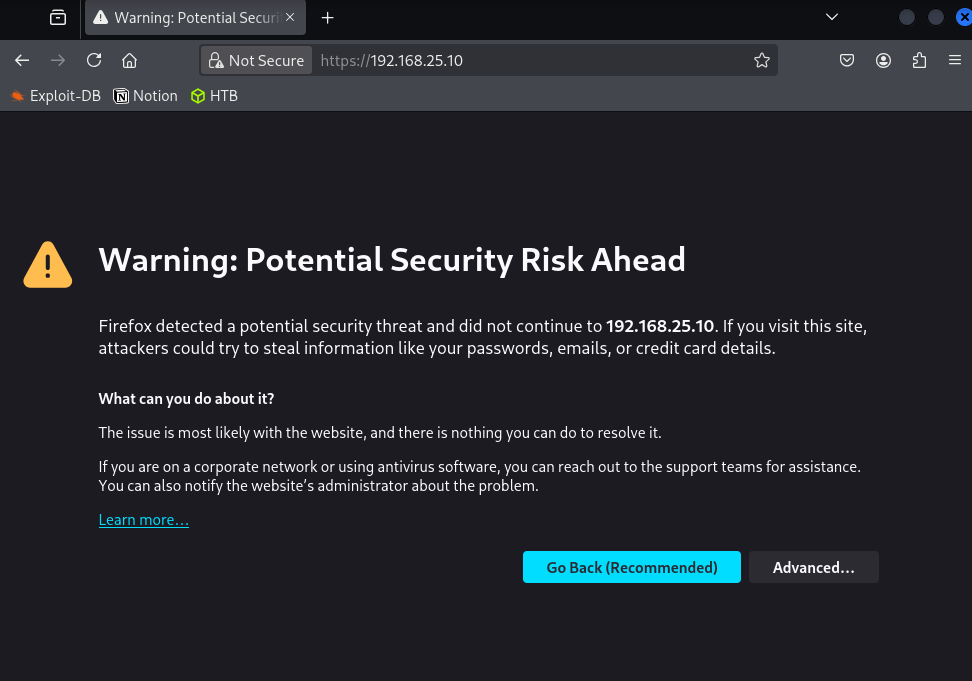 Warning: Potential Securi
Not Secure https://192.168.25.10
Exploit-DB Notion HTB
Warning: Potential Security Risk Ahead
Firefox detected a potential security threat and did not continue to 192.168.25.10. If you visit this site,
attackers could try to steal information like your passwords, emails, or credit card details.
What can you do about it?
The issue is most likely with the website, and there is nothing you can do to resolve it.
If you are on a corporate network or using antivirus software, you can reach out to the support teams for assistance.
You can also notify the website’s administrator about the problem.
Learn more…
Go Back (Recommended) Advanced…